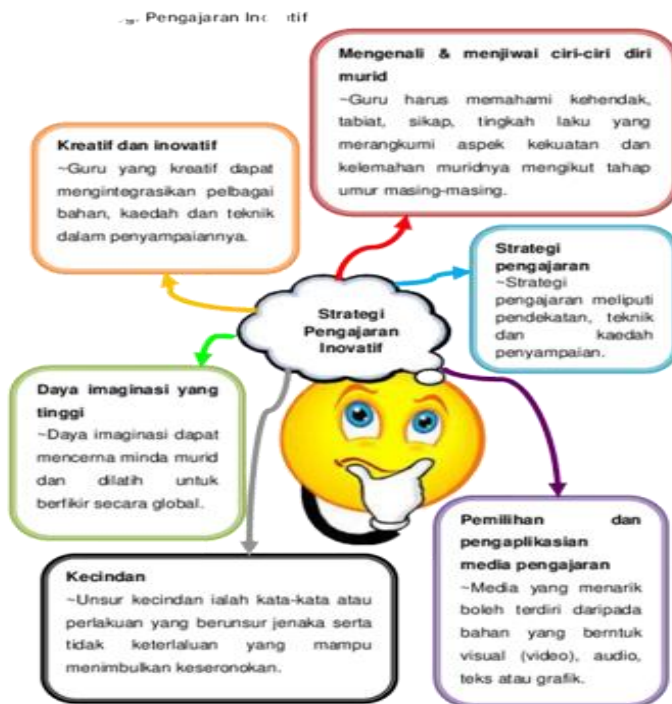 Pengajaran
Mengenali & menjiwai ciri-ciri diri
murid
~Guru harus memahami kehendak,
tabiat, sikap, tingkah laku yang
merangkumi aspek kekuatan dan
kelemahan muridnya mengikut tahap
umur masing-masing.
Kreatif dan inovatif
~Guru yang kreatif dapat
mengintegrasikan pelbagai
bahan, kaedah dan teknik
dalam penyampaiannya.
Strategi
pengajaran
~Strategi
pengajaran meliputi
pendekatan, teknik
dan kaedah
penyampaian.
Strategi
Pengajaran
Inovatif
Daya imaginasi yang
tinggi
~Daya imaginasi dapat
mencerna minda murid
dan dilatih untuk
berfikir secara global.
Pemilihan dan
pengaplikasian
media pengajaran
~Media yang menarik
boleh terdiri daripada
bahan yang berntuk
visual (video), audio,
teks atau grafik.
Kecindan
~Unsur kecindan ialah kata-kata atau
perlakuan yang berunsur jenaka serta
tidak keterlaluan yang mampu
menimbulkan keseronokan.